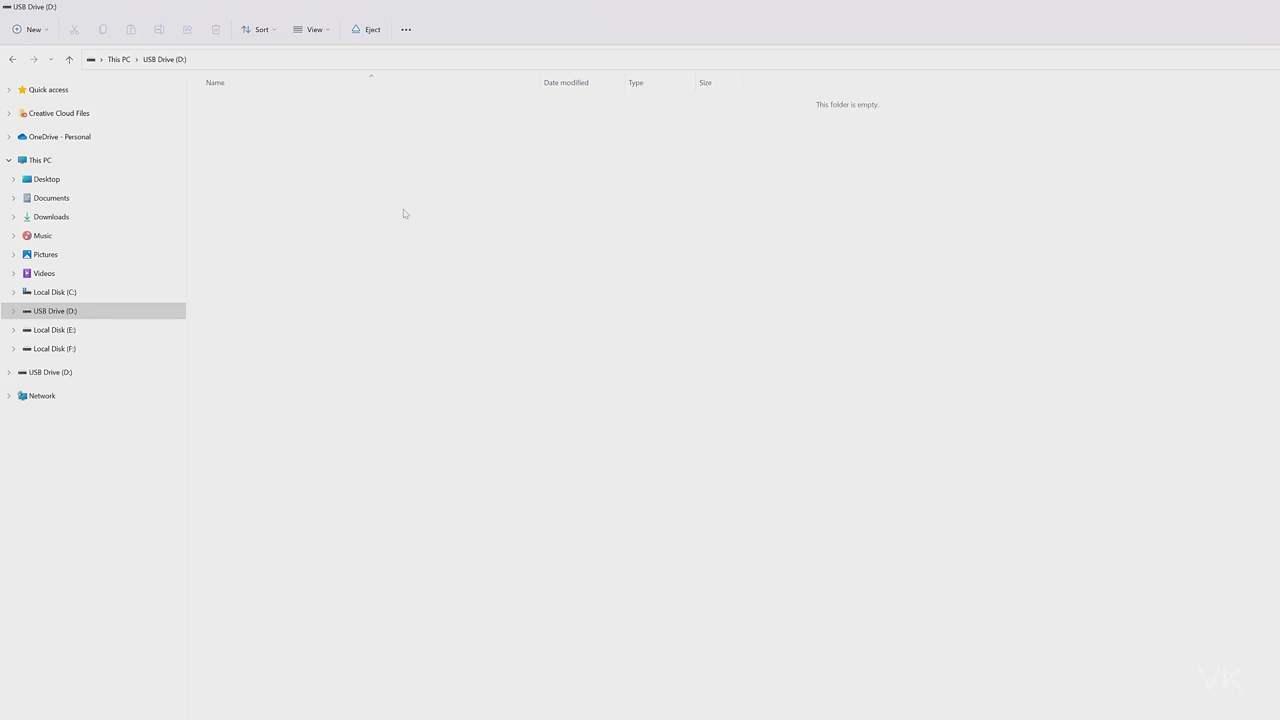 USB Drive (D:)
New
Sort
View
Eject
This PC › USB Drive (D:)
Name Date modified Type Size
This folder is empty.
Quick access
Creative Cloud Files
OneDrive - Personal
This PC
Desktop
Documents
Downloads
Music
Pictures
Videos
Local Disk (C:)
USB Drive (D:)
Local Disk (E:)
Local Disk (F:)
USB Drive (D:)
Network
VK